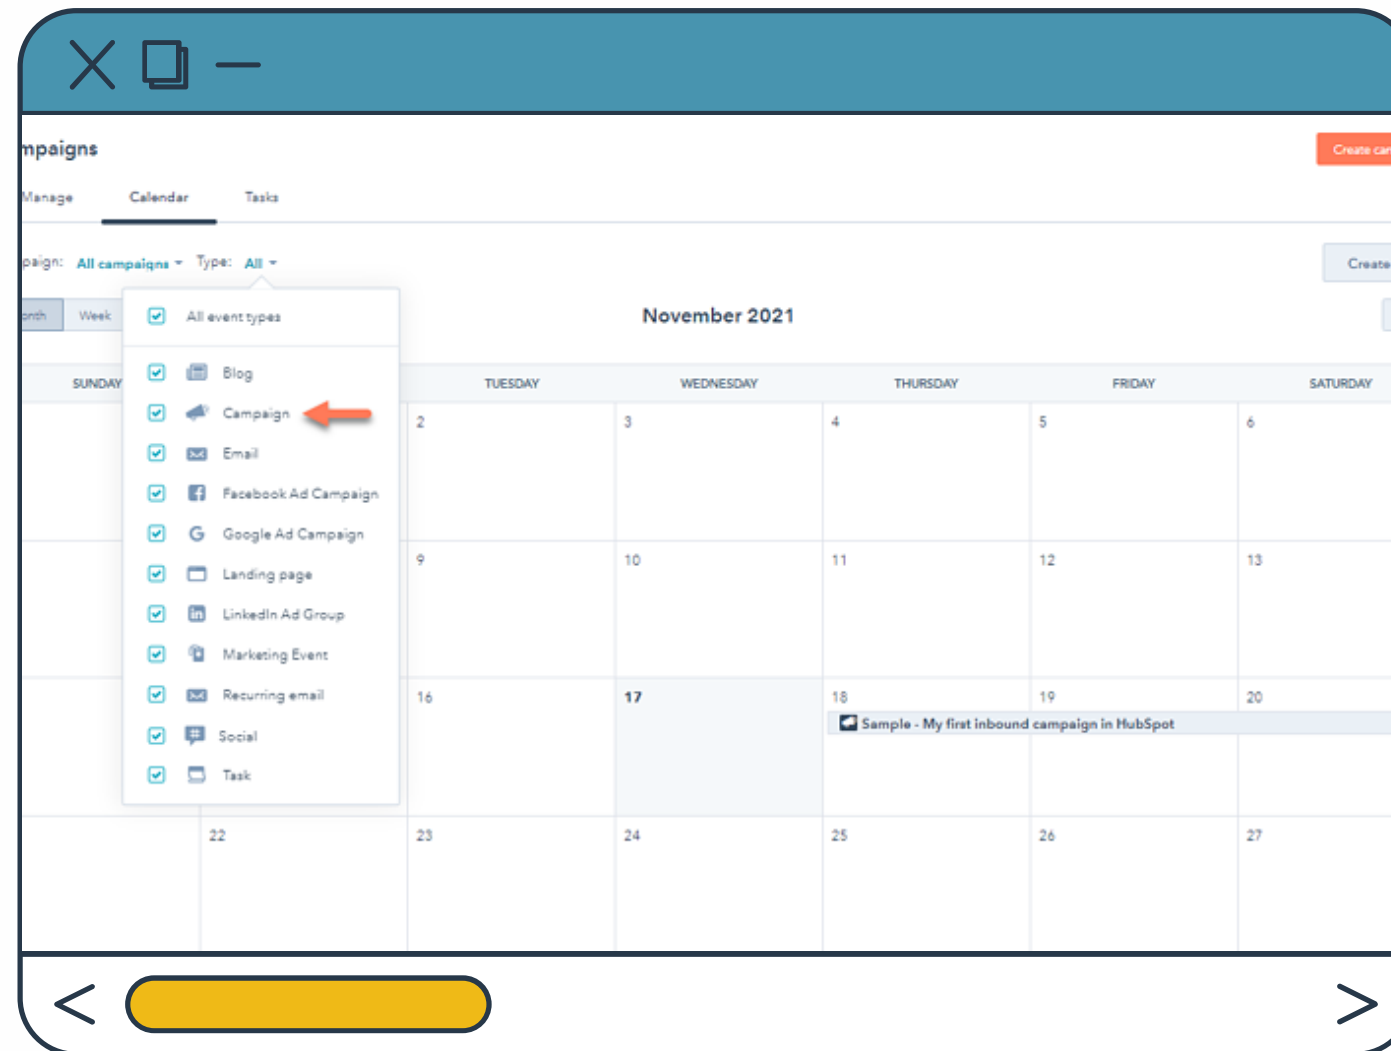 mpaigns
Create car
Manage Calendar Tasks
paign: All campaigns Type: All
Create
onth Week
November 2021
All event types
Blog
Campaign
Email
Facebook Ad Campaign
Google Ad Campaign
Landing page
LinkedIn Ad Group
Marketing Event
Recurring email
Social
Task
SUNDAY TUESDAY WEDNESDAY THURSDAY FRIDAY SATURDAY
2 3 4 5 6
9 10 11 12 13
16 17 18 19 20
Sample - My first inbound campaign in HubSpot
22 23 24 25 26 27